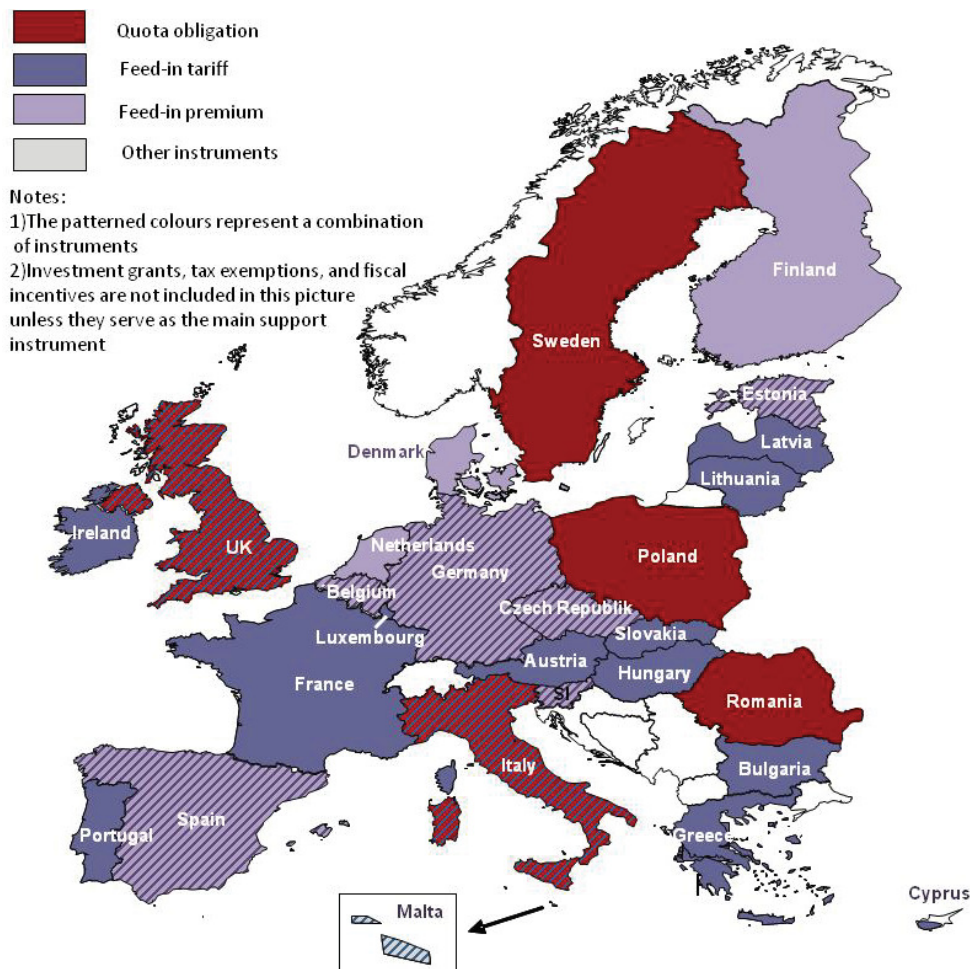 Quota obligation
Feed-in tariff
Feed-in premium
Other instruments
Notes:
1)The patterned colours represent a combination
of instruments
2)Investment grants, tax exemptions, and fiscal
incentives are not included in this picture
unless they serve as the main support
instrument
Finland
Sweden
Estonia
Denmark
Latvia
Lithuania
Ireland
UK
Netherlands
Poland
Germany
Belgium
Czech Republik
Luxembourg
Slovakia
Austria
Hungary
France
SI
Romania
Italy
Bulgaria
Portugal
Spain
Greece
Cyprus
Malta